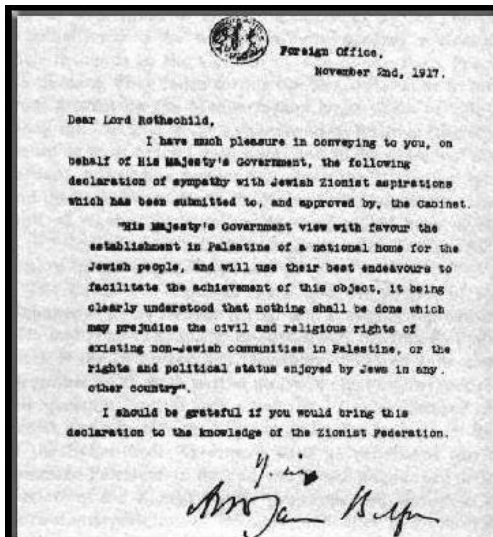 Foreign Office,
November 2nd, 1917.
Dear Lord Rothschild,
I have much pleasure in conveying to you, on
behalf of His Majesty's Government, the following
declaration of sympathy with Jewish Zionist aspirations
which has been submitted to, and approved by, the Cabinet.
"His Majesty's Government view with favour the
establishment in Palestine of a national home for the
Jewish people, and will use their best endeavours to
facilitate the achievement of this object, it being
clearly understood that nothing shall be done which
may prejudice the civil and religious rights of
existing non-Jewish communities in Palestine, or the
rights and political status enjoyed by Jews in any
other country".
I should be grateful if you would bring this
declaration to the knowledge of the Zionist Federation.